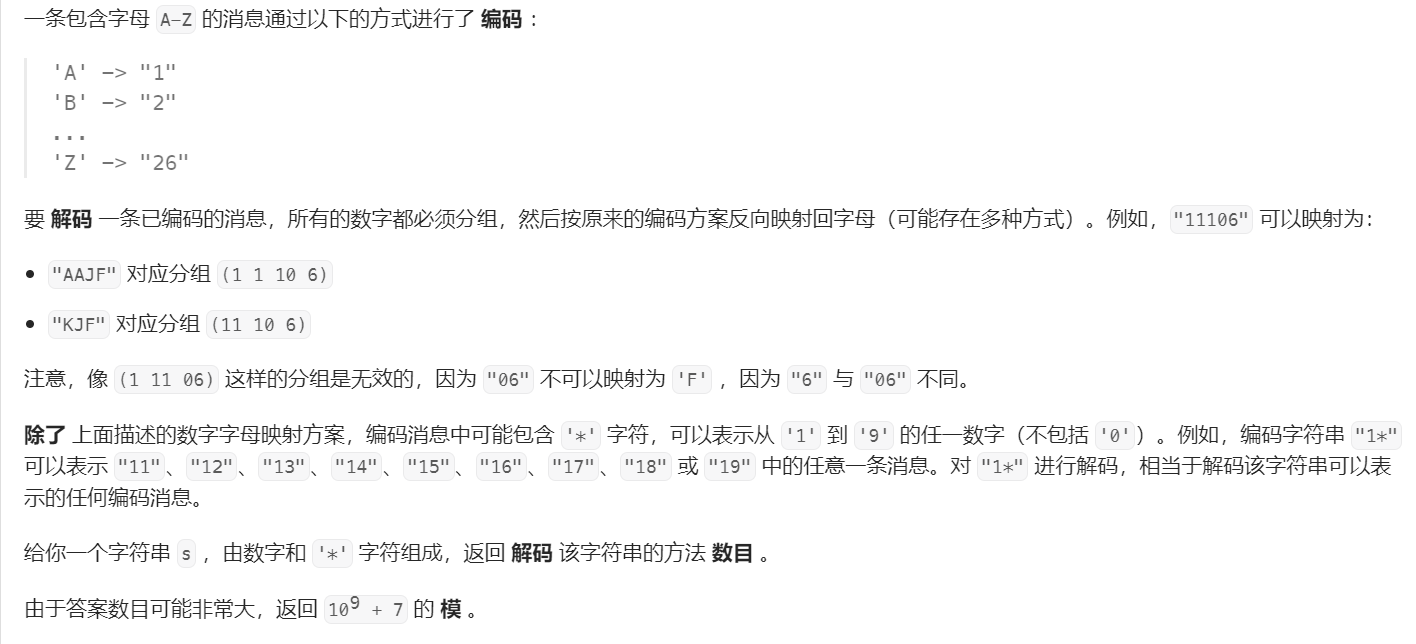 一条包含字母 A-Z 的消息通过以下的方式进行了 编码 ：
'A' -> "1"
'B' -> "2"
...
'Z' -> "26"
要 解码 一条已编码的消息，所有的数字都必须分组，然后按原来的编码方案反向映射回字母（可能存在多种方式）。例如，"11106" 可以映射为：
"AAJF" 对应分组 (1 1 10 6)
"KJF" 对应分组 (11 10 6)
注意，像 (1 11 06) 这样的分组是无效的，因为 "06" 不可以映射为 'F' ，因为 "6" 与 "06" 不同。
除了 上面描述的数字字母映射方案，编码消息中可能包含 '*' 字符，可以表示从 '1' 到 '9' 的任一数字（不包括 '0'）。例如，编码字符串 "1*"
可以表示 "11"、"12"、"13"、"14"、"15"、"16"、"17"、"18" 或 "19" 中的任意一条消息。对 "1*" 进行解码，相当于解码该字符串可以表
示的任何编码消息。
给你一个字符串 s ，由数字和 '*' 字符组成，返回 解码 该字符串的方法 数目 。
由于答案数目可能非常大，返回 10⁹ + 7 的 模 。